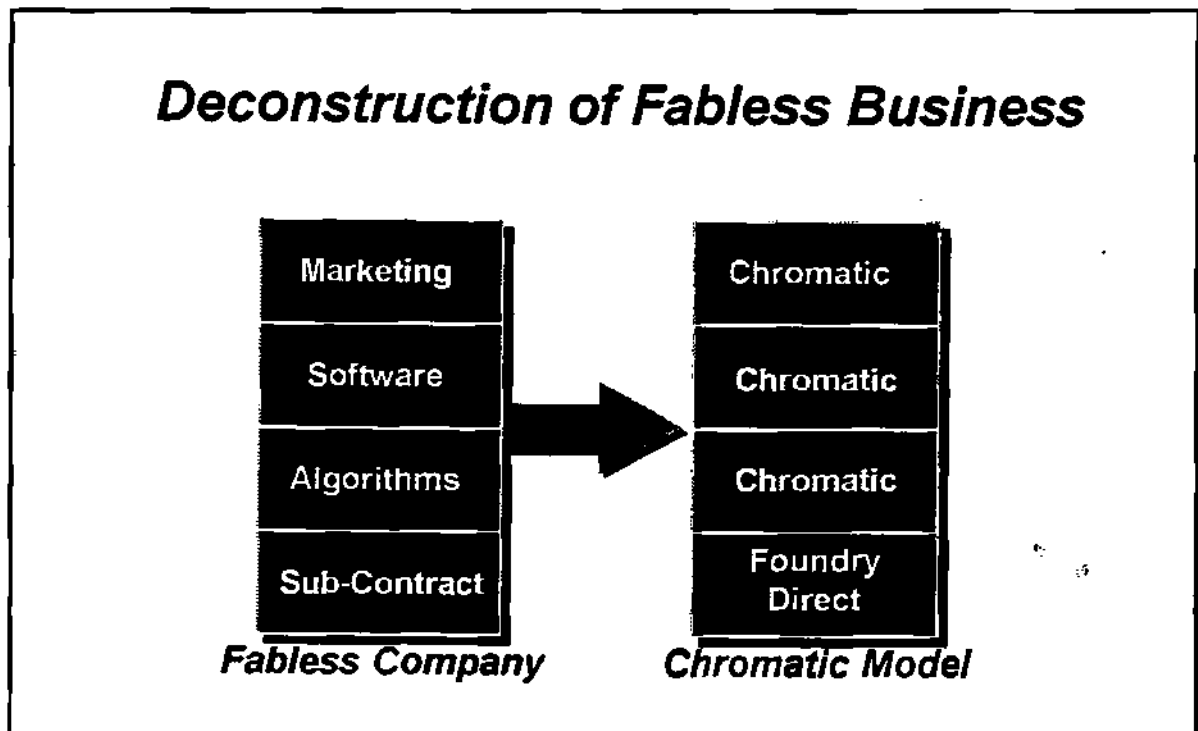 Deconstruction of Fabless Business
Marketing
Software
Algorithms
Sub-Contract
Fabless Company
Chromatic
Chromatic
Chromatic
Foundry
Direct
Chromatic Model